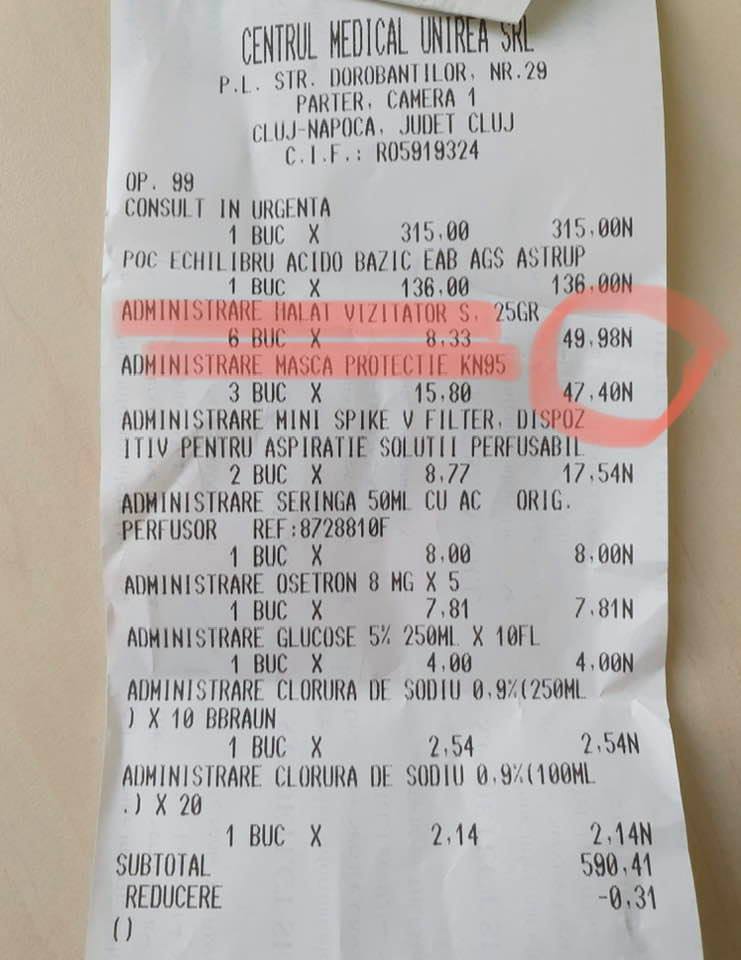 CENTRUL MEDICAL UNIREA SRL
P.L. STR. DOROBANTILOR, NR.29
PARTER, CAMERA 1
CLUJ-NAPOCA, JUDET CLUJ
C.I.F.: RO5919324
OP. 99
CONSULT IN URGENTA
1 BUC X 315,00 315,00N
POC ECHILIBRU ACIDO BAZIC EAB AGS ASTRUP
1 BUC X 136,00 136,00N
ADMINISTRARE HALAT VIZITATOR S. 25GR
6 BUC X 8,33 49,98N
ADMINISTRARE MASCA PROTECTIE KN95
3 BUC X 15,80 47,40N
ADMINISTRARE MINI SPIKE V FILTER, DISPOZ
ITIV PENTRU ASPIRATIE SOLUTII PERFUSABIL
2 BUC X 8,77 17,54N
ADMINISTRARE SERINGA 50ML CU AC ORIG.
PERFUSOR REF:8728810F
1 BUC X 8,00 8,00N
ADMINISTRARE OSETRON 8 MG X 5
1 BUC X 7,81 7,81N
ADMINISTRARE GLUCOSE 5% 250ML X 10FL
1 BUC X 4,00 4,00N
ADMINISTRARE CLORURA DE SODIU 0,9%(250ML
) X 10 BBRAUN
1 BUC X 2,54 2,54N
ADMINISTRARE CLORURA DE SODIU 0,9%(100ML
.) X 20
1 BUC X 2,14 2,14N
SUBTOTAL 590,41
REDUCERE -0,31
()